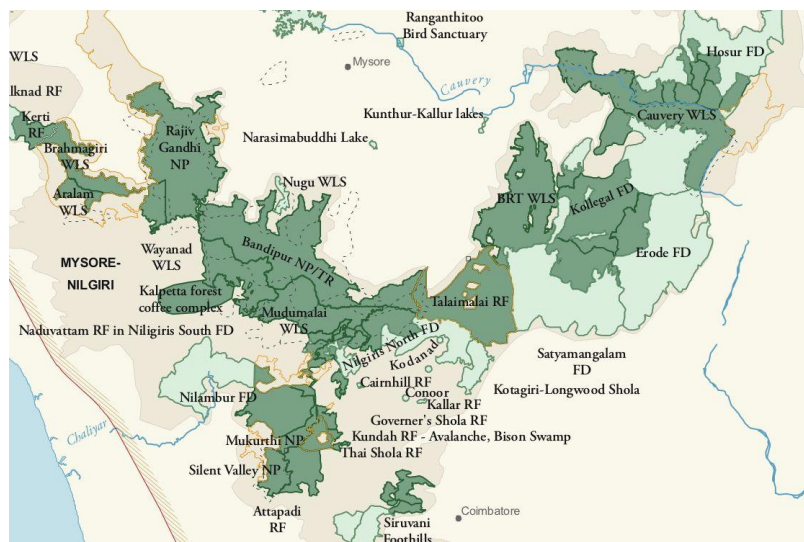 Ranganthitoo
Bird Sanctuary
Hosur FD
WLS
Mysore
Cauvery
lknad RF
Kunthur-Kallur lakes
Cauvery WLS
Kerti
RF
Rajiv
Gandhi
NP
Narasimabuddhi Lake
Brahmagiri
WLS
Nugu WLS
Aralam
WLS
BRT WLS
Kollegal FD
Wayanad
WLS
Bandipur NP/TR
Erode FD
MYSORE-
NILGIRI
Kalpetta forest
coffee complex
Talaimalai RF
Mudumalai
WLS
Naduvattam RF in Niligiris South FD
Nilgiris North FD
Kodanad
Satyamangalam
FD
Cairnhill RF
Kotagiri-Longwood Shola
Conoor
Nilambur FD
Kallar RF
Governer's Shola RF
Chaliyar
Mukurthi NP
Kundah RF - Avalanche, Bison Swamp
Thai Shola RF
Silent Valley NP
Attapadi
RF
Coimbatore
Siruvani
Foothills